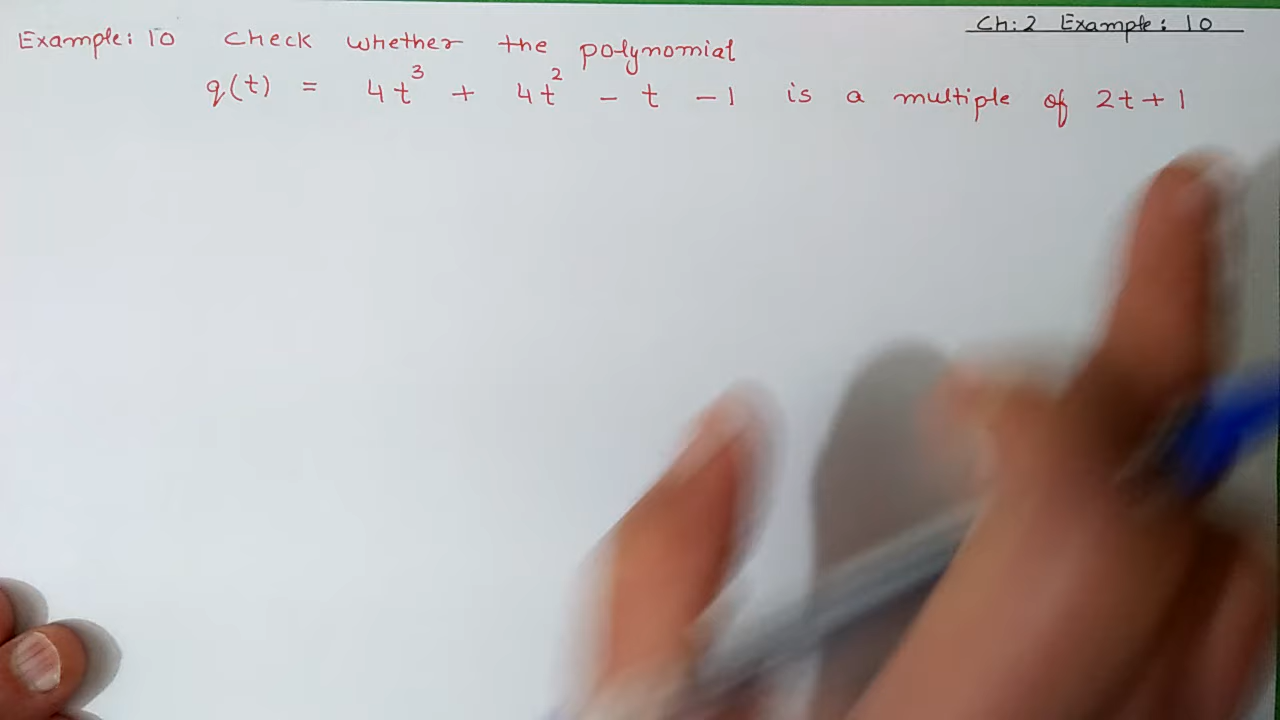 Ch: 2 Example: 10
Example: 10 Check whether the polynomial
q(t) = 4t³ + 4t² - t - 1 is a multiple of 2t + 1